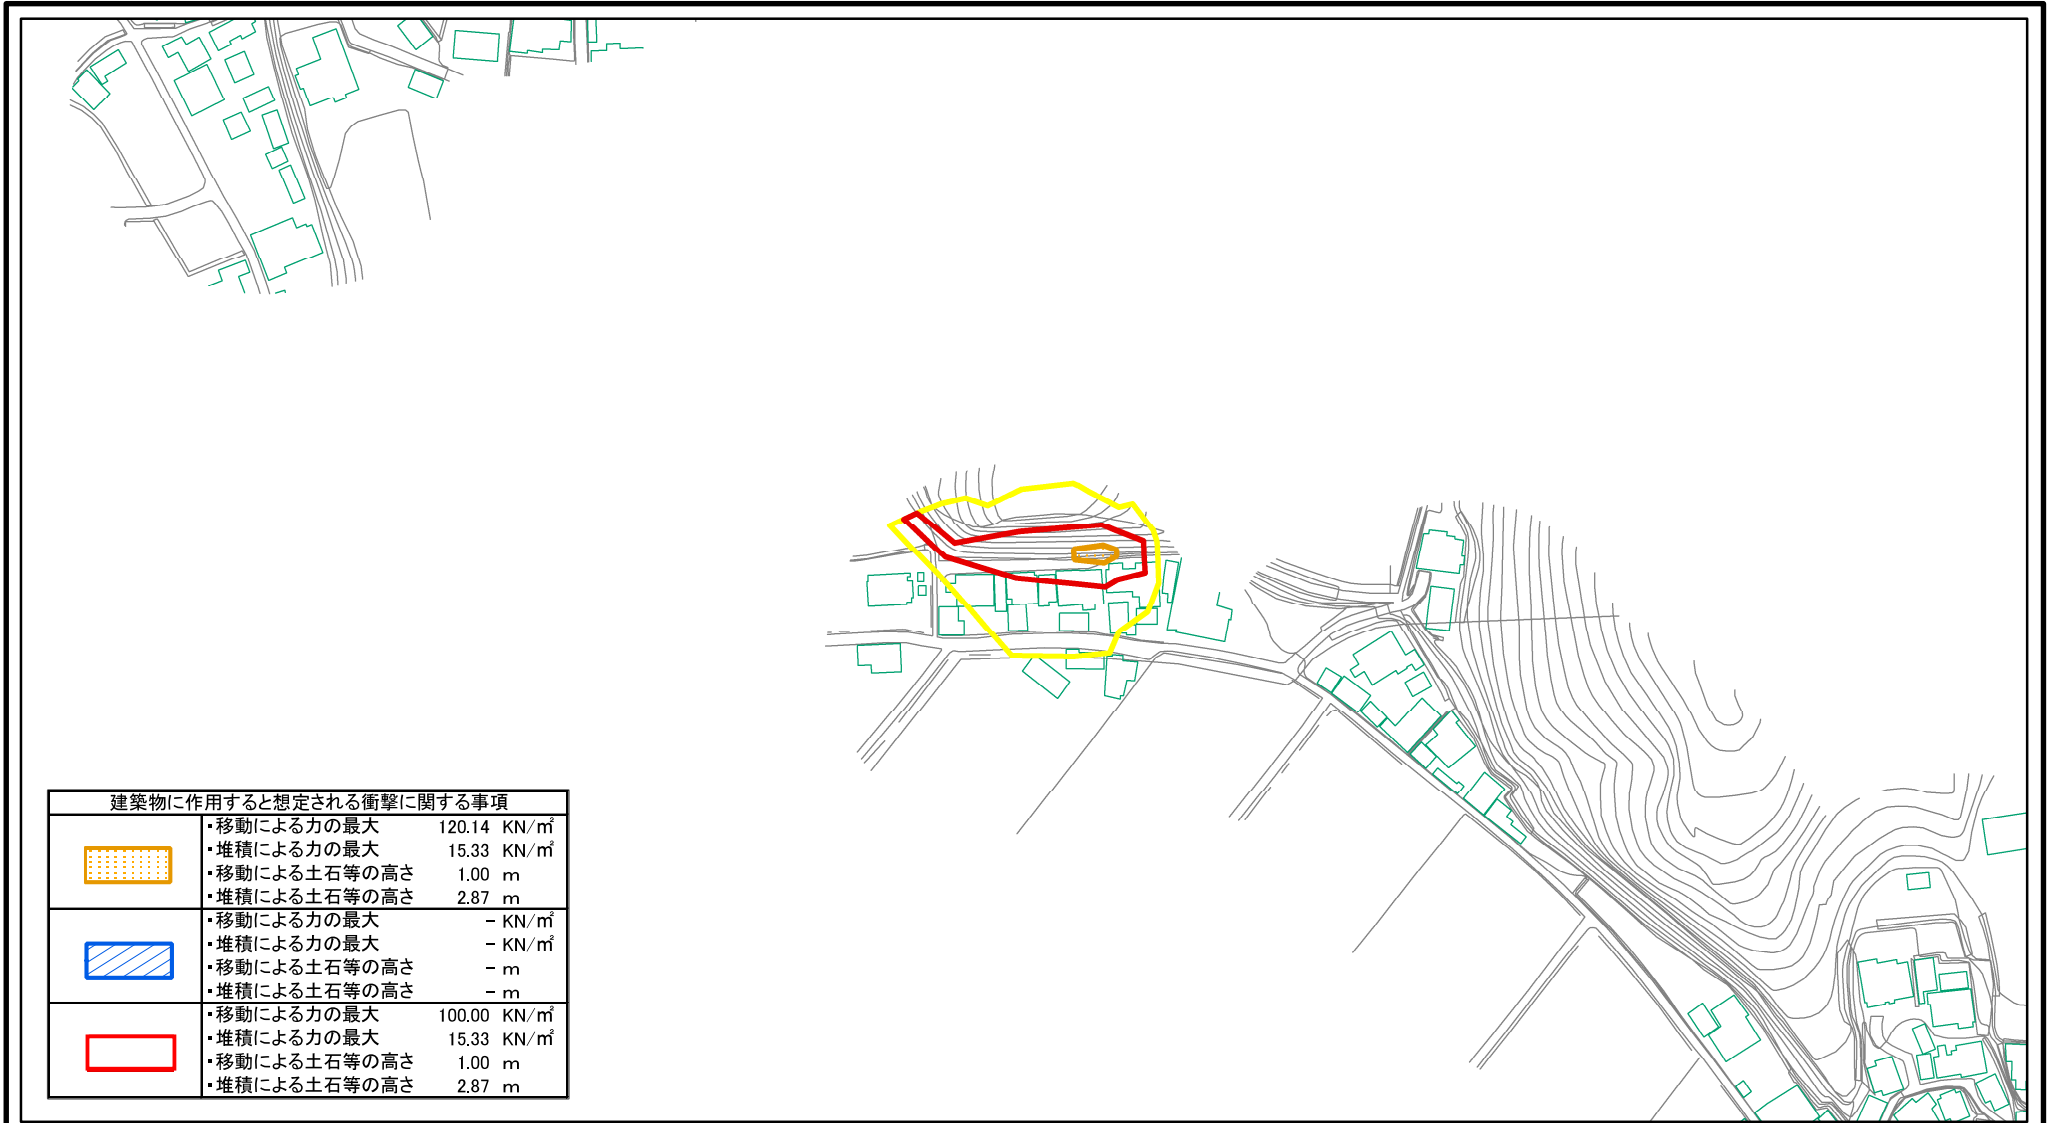 建築物に作用すると想定される衝撃に関する事項
・移動による力の最大 120.14 KN/㎡
・堆積による力の最大 15.33 KN/㎡
・移動による土石等の高さ 1.00 m
・堆積による土石等の高さ 2.87 m
・移動による力の最大 − KN/㎡
・堆積による力の最大 − KN/㎡
・移動による土石等の高さ − m
・堆積による土石等の高さ − m
・移動による力の最大 100.00 KN/㎡
・堆積による力の最大 15.33 KN/㎡
・移動による土石等の高さ 1.00 m
・堆積による土石等の高さ 2.87 m